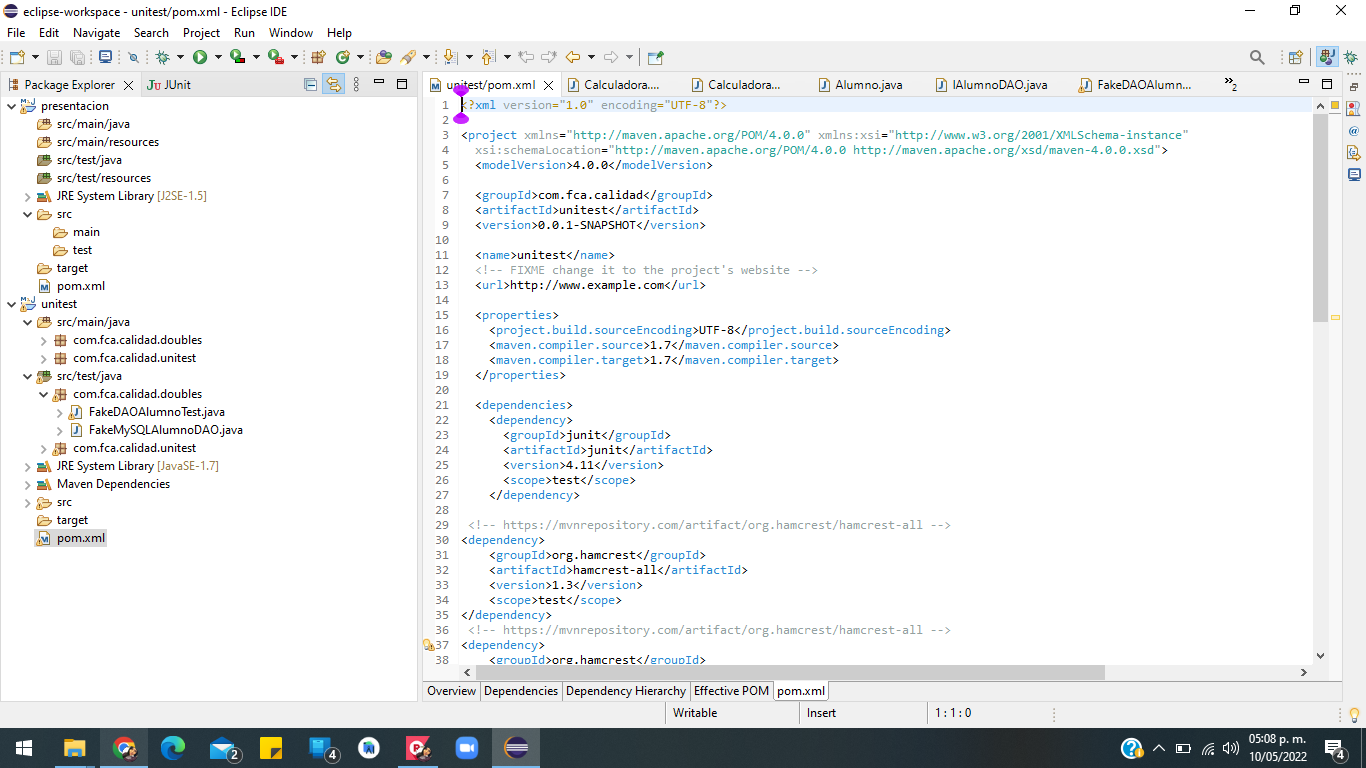 eclipse-workspace - unitest/pom.xml - Eclipse IDE
File Edit Navigate Search Project Run Window Help
Package Explorer JUnit
presentacion
src/main/java
src/main/resources
src/test/java
src/test/resources
JRE System Library [J2SE-1.5]
src
main
test
target
pom.xml
unitest
src/main/java
com.fca.calidad.doubles
com.fca.calidad.unitest
src/test/java
com.fca.calidad.doubles
FakeDAOAlumnoTest.java
FakeMySQLAlumnoDAO.java
com.fca.calidad.unitest
JRE System Library [JavaSE-1.7]
Maven Dependencies
src
target
pom.xml
unitest/pom.xml Calculadora.... Calculadora... Alumno.java IAlumnoDAO.java FakeDAOAlumn... »2
1 <?xml version="1.0" encoding="UTF-8"?>
2
3 <project xmlns="http://maven.apache.org/POM/4.0.0" xmlns:xsi="http://www.w3.org/2001/XMLSchema-instance"
4 xsi:schemaLocation="http://maven.apache.org/POM/4.0.0 http://maven.apache.org/xsd/maven-4.0.0.xsd">
5 <modelVersion>4.0.0</modelVersion>
6
7 <groupId>com.fca.calidad</groupId>
8 <artifactId>unitest</artifactId>
9 <version>0.0.1-SNAPSHOT</version>
10
11 <name>unitest</name>
12 <!-- FIXME change it to the project's website -->
13 <url>http://www.example.com</url>
14
15 <properties>
16 <project.build.sourceEncoding>UTF-8</project.build.sourceEncoding>
17 <maven.compiler.source>1.7</maven.compiler.source>
18 <maven.compiler.target>1.7</maven.compiler.target>
19 </properties>
20
21 <dependencies>
22 <dependency>
23 <groupId>junit</groupId>
24 <artifactId>junit</artifactId>
25 <version>4.11</version>
26 <scope>test</scope>
27 </dependency>
28
29 <!-- https://mvnrepository.com/artifact/org.hamcrest/hamcrest-all -->
30 <dependency>
31 <groupId>org.hamcrest</groupId>
32 <artifactId>hamcrest-all</artifactId>
33 <version>1.3</version>
34 <scope>test</scope>
35 </dependency>
36 <!-- https://mvnrepository.com/artifact/org.hamcrest/hamcrest-all -->
37 <dependency>
38 <groupId>org.hamcrest</groupId>
Overview Dependencies Dependency Hierarchy Effective POM pom.xml
Writable Insert 1 : 1 : 0
2 4 05:08 p. m.
10/05/2022 4